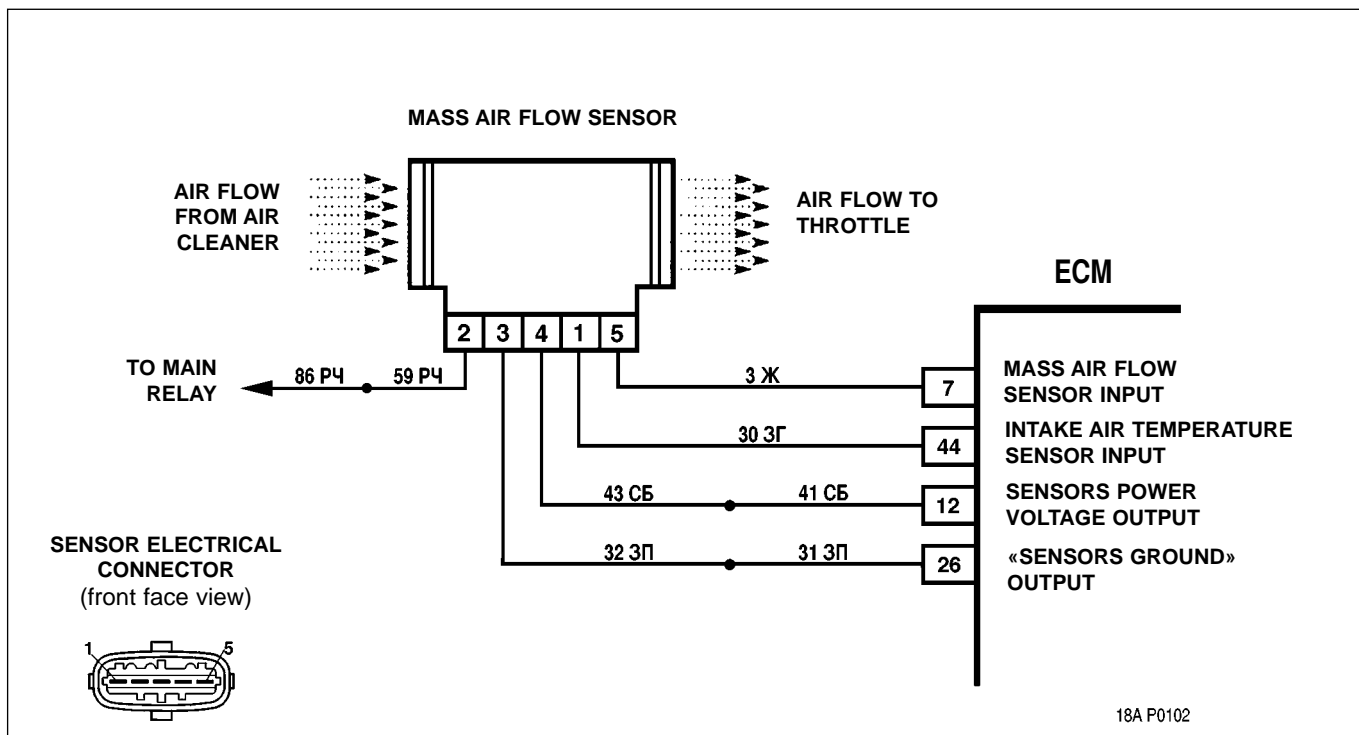 MASS AIR FLOW SENSOR
AIR FLOW
FROM AIR
CLEANER
AIR FLOW TO
THROTTLE
ECM
2 3 4 1 5
TO MAIN
RELAY
86 РЧ 59 РЧ
3 Ж
7
MASS AIR FLOW
SENSOR INPUT
30 ЗГ
44
INTAKE AIR TEMPERATURE
SENSOR INPUT
43 СБ 41 СБ
12
SENSORS POWER
VOLTAGE OUTPUT
32 ЗП 31 ЗП
26
«SENSORS GROUND»
OUTPUT
SENSOR ELECTRICAL
CONNECTOR
(front face view)
1 5
18A P0102